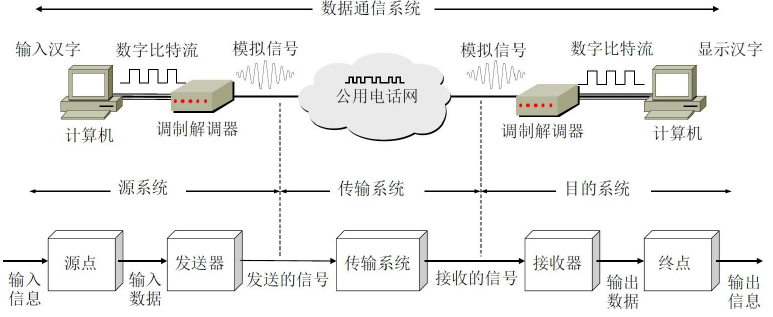 数据通信系统
输入汉字
数字比特流
模拟信号
模拟信号
数字比特流
显示汉字
公用电话网
计算机
调制解调器
调制解调器
计算机
源系统
传输系统
目的系统
源点
发送器
传输系统
接收器
终点
输入
信息
输入
数据
发送的信号
接收的信号
输出
数据
输出
信息